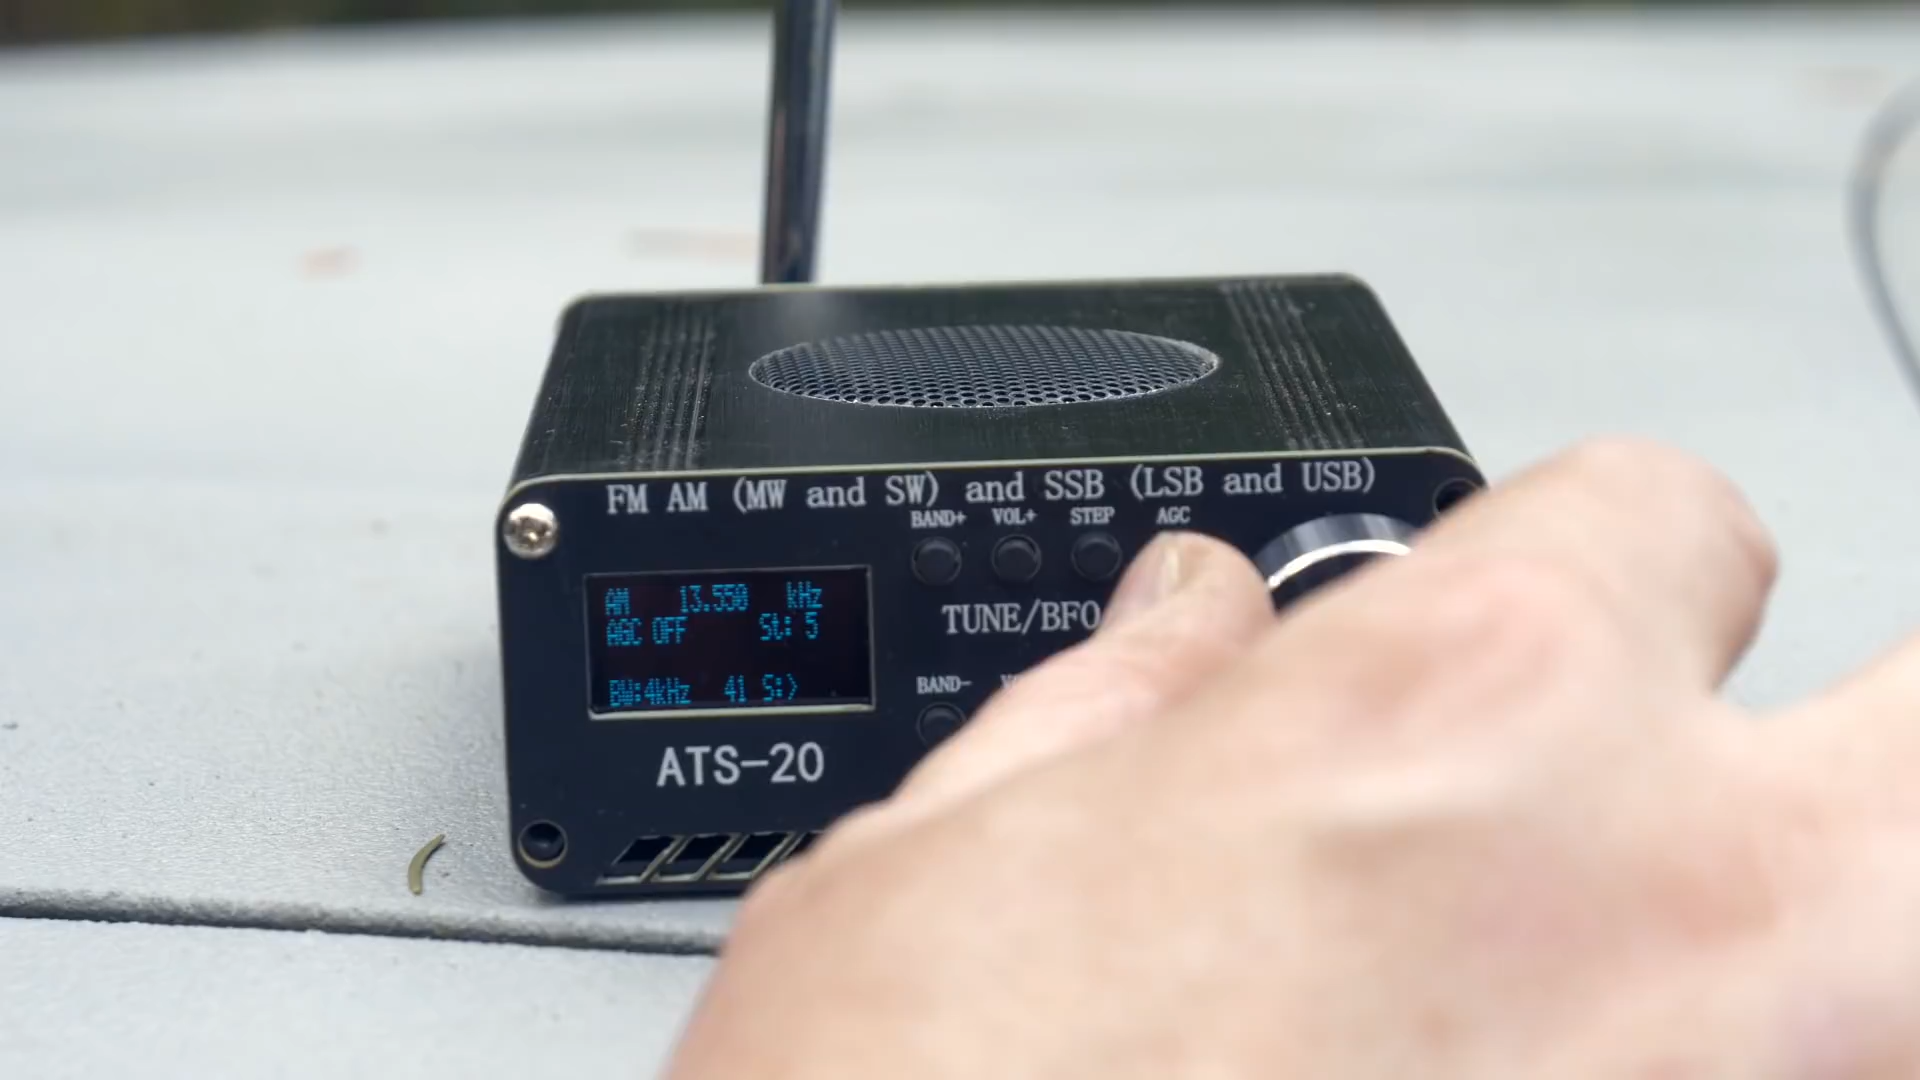 FM AM (MW and SW) and SSB (LSB and USB)
BAND+ VOL+ STEP AGC
AM 13.550 kHz
AGC OFF St: 5
BW:4kHz 41 S:>
TUNE/BFO
BAND-
ATS-20